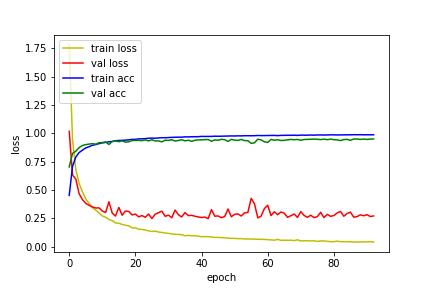 1.75
1.50
1.25
1.00
0.75
0.50
0.25
0.00
loss
train loss
val loss
train acc
val acc
0 20 40 60 80
epoch